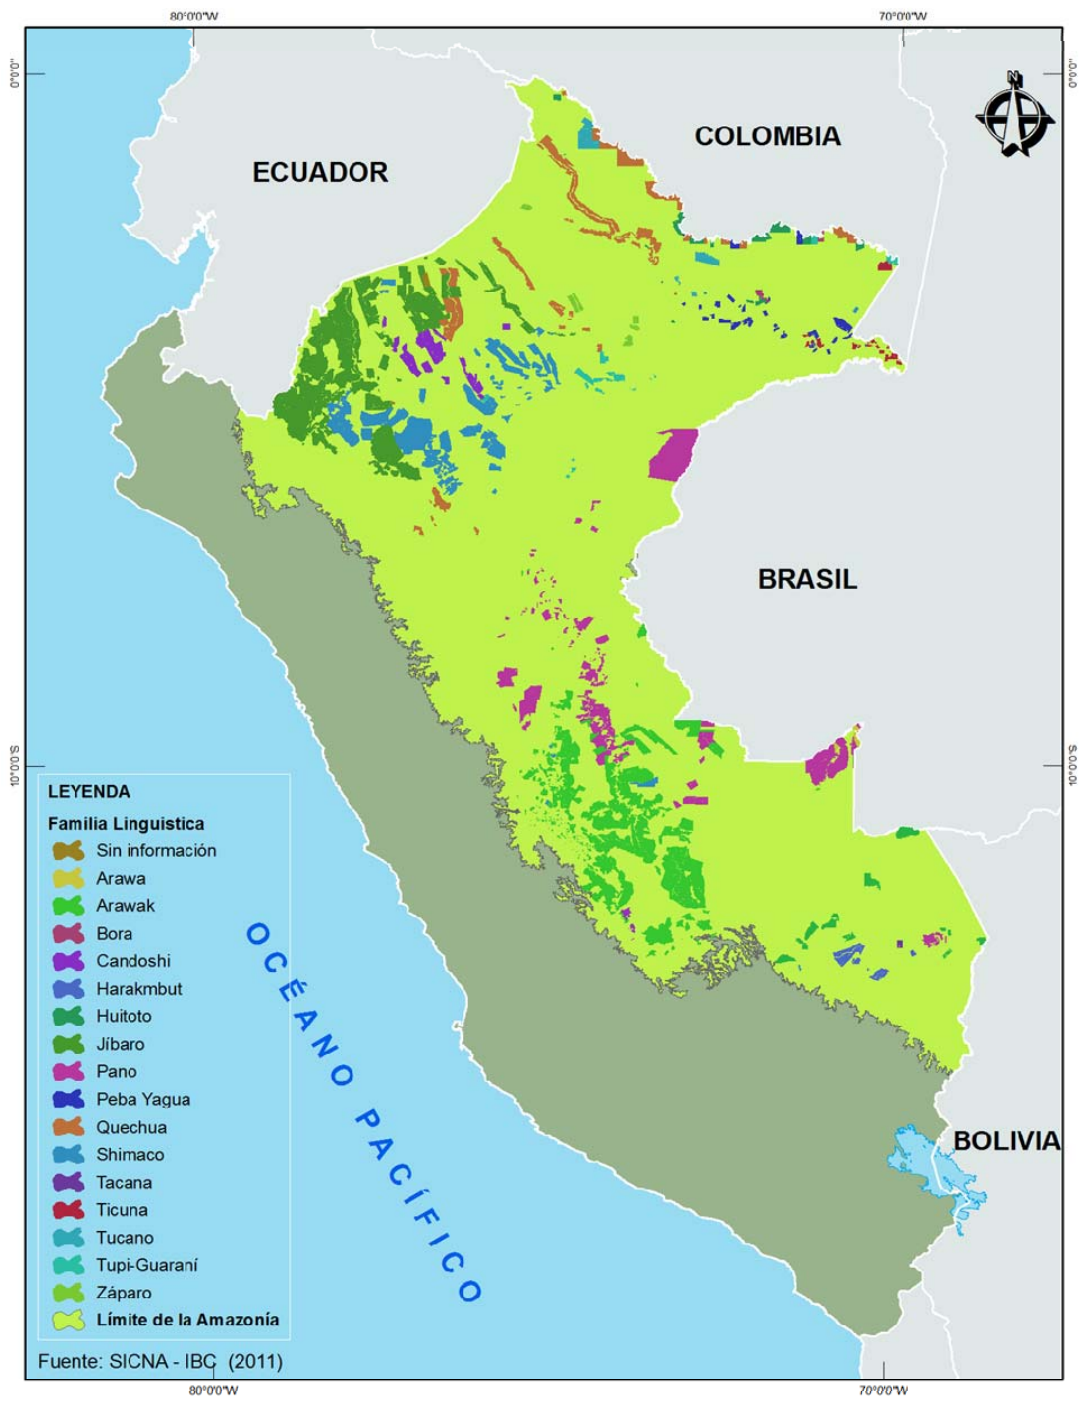 80°0'0"W
70°0'0"W
0°0'0"
0°0'0"
N
COLOMBIA
ECUADOR
BRASIL
10°0'0"S
10°0'0"S
LEYENDA
Familia Linguistica
Sin información
Arawa
Arawak
Bora
Candoshi
Harakmbut
Huitoto
Jíbaro
Pano
Peba Yagua
Quechua
Shimaco
Tacana
Ticuna
Tucano
Tupi-Guaraní
Záparo
Límite de la Amazonía
OCÉANO PACÍFICO
BOLIVIA
Fuente: SICNA - IBC (2011)
80°0'0"W
70°0'0"W